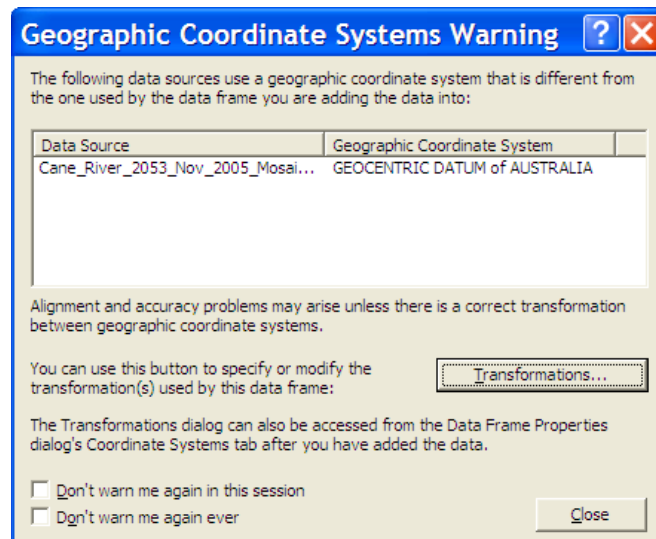 Geographic Coordinate Systems Warning
The following data sources use a geographic coordinate system that is different from
the one used by the data frame you are adding the data into:
Data Source Geographic Coordinate System
Cane_River_2053_Nov_2005_Mosai... GEOCENTRIC DATUM of AUSTRALIA
Alignment and accuracy problems may arise unless there is a correct transformation
between geographic coordinate systems.
You can use this button to specify or modify the
transformation(s) used by this data frame:
Transformations...
The Transformations dialog can also be accessed from the Data Frame Properties
dialog's Coordinate Systems tab after you have added the data.
Don't warn me again in this session
Don't warn me again ever
Close